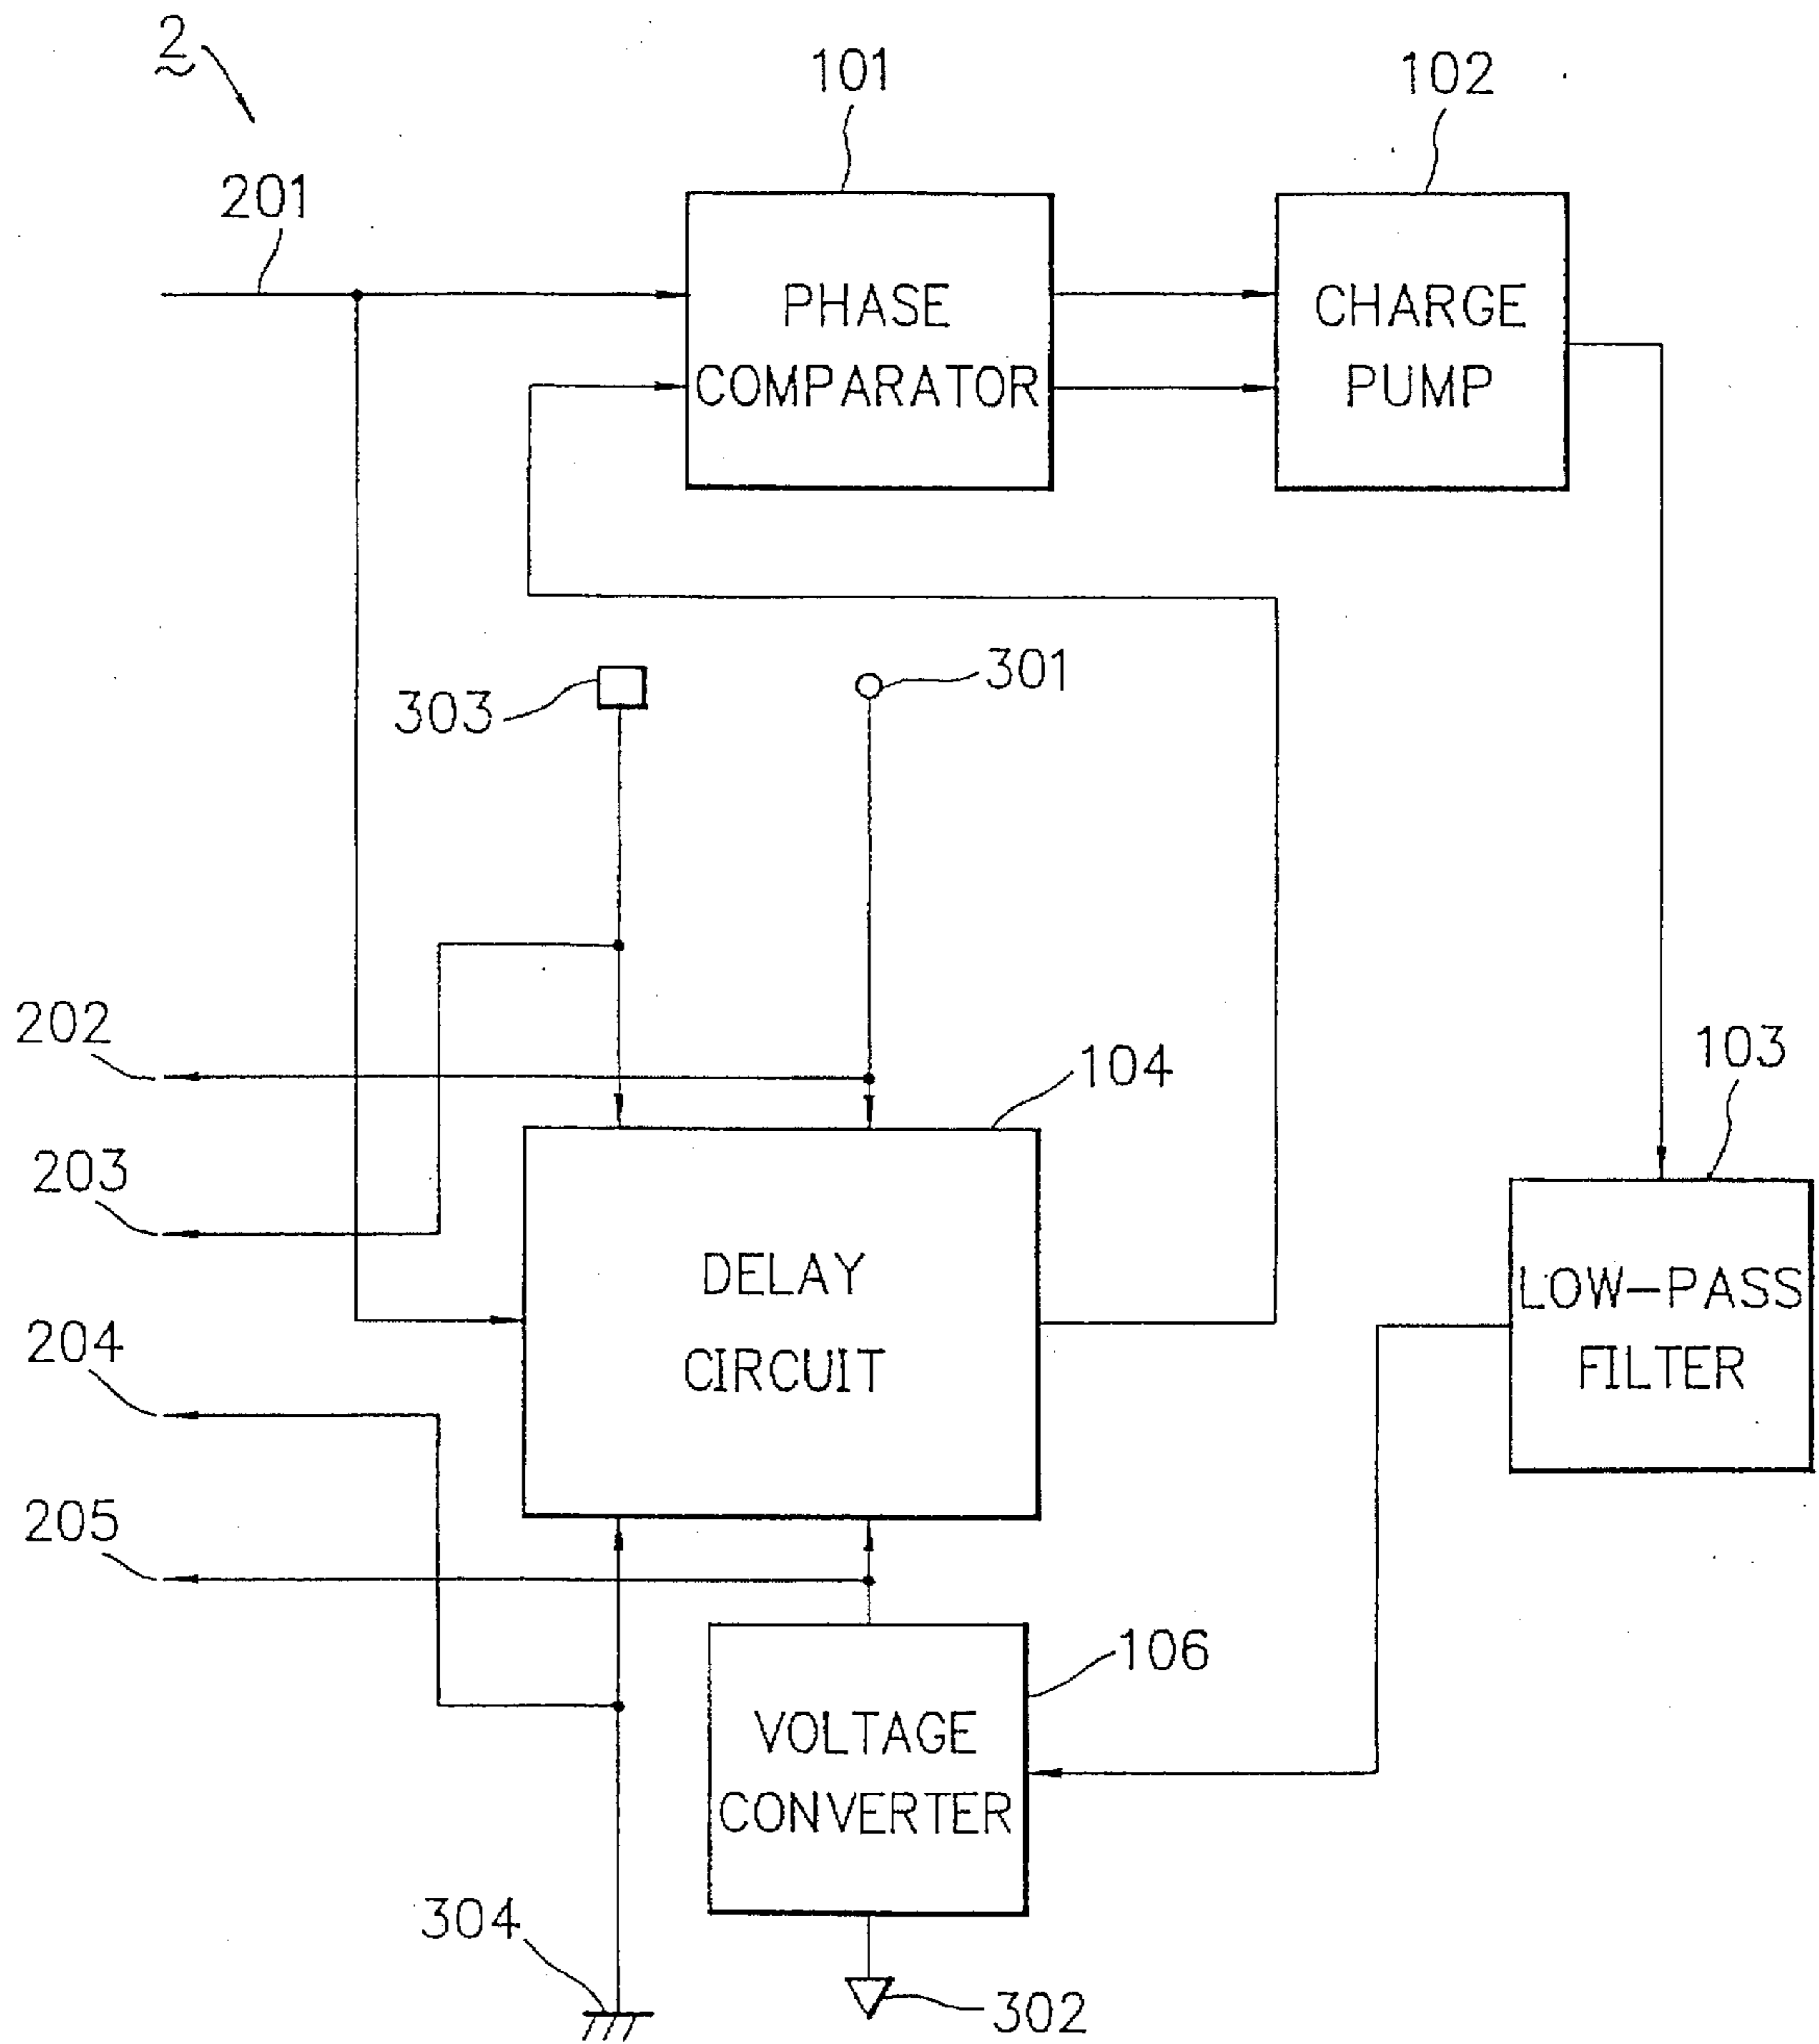 2
101
102
201
PHASE
COMPARATOR
CHARGE
PUMP
303
301
202
104
103
203
DELAY
CIRCUIT
LOW-PASS
FILTER
204
205
106
VOLTAGE
CONVERTER
304
302